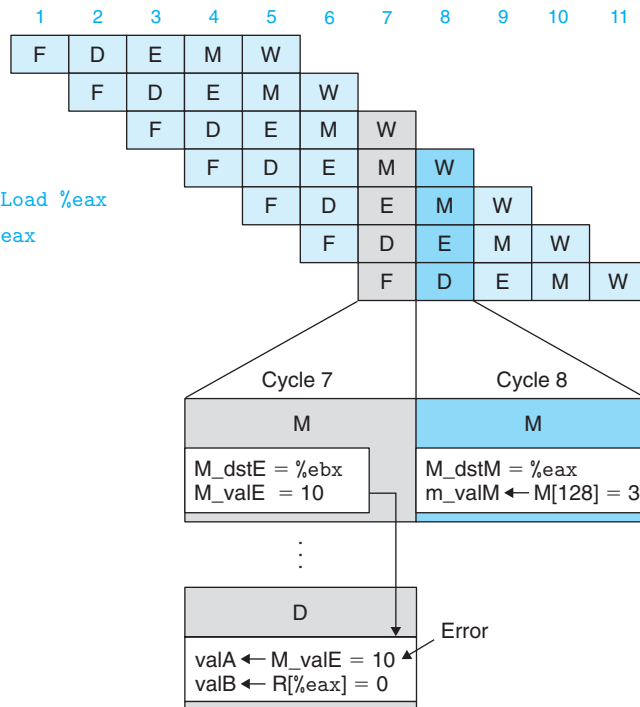 1 2 3 4 5 6 7 8 9 10 11
F D E M W
F D E M W
F D E M W
F D E M W
Load %eax
F D E M W
eax
F D E M W
F D E M W
Cycle 7 Cycle 8
M M
M_dstE = %ebx M_dstM = %eax
M_valE = 10 m_valM ← M[128] = 3
⋮
D
Error
valA ← M_valE = 10
valB ← R[%eax] = 0